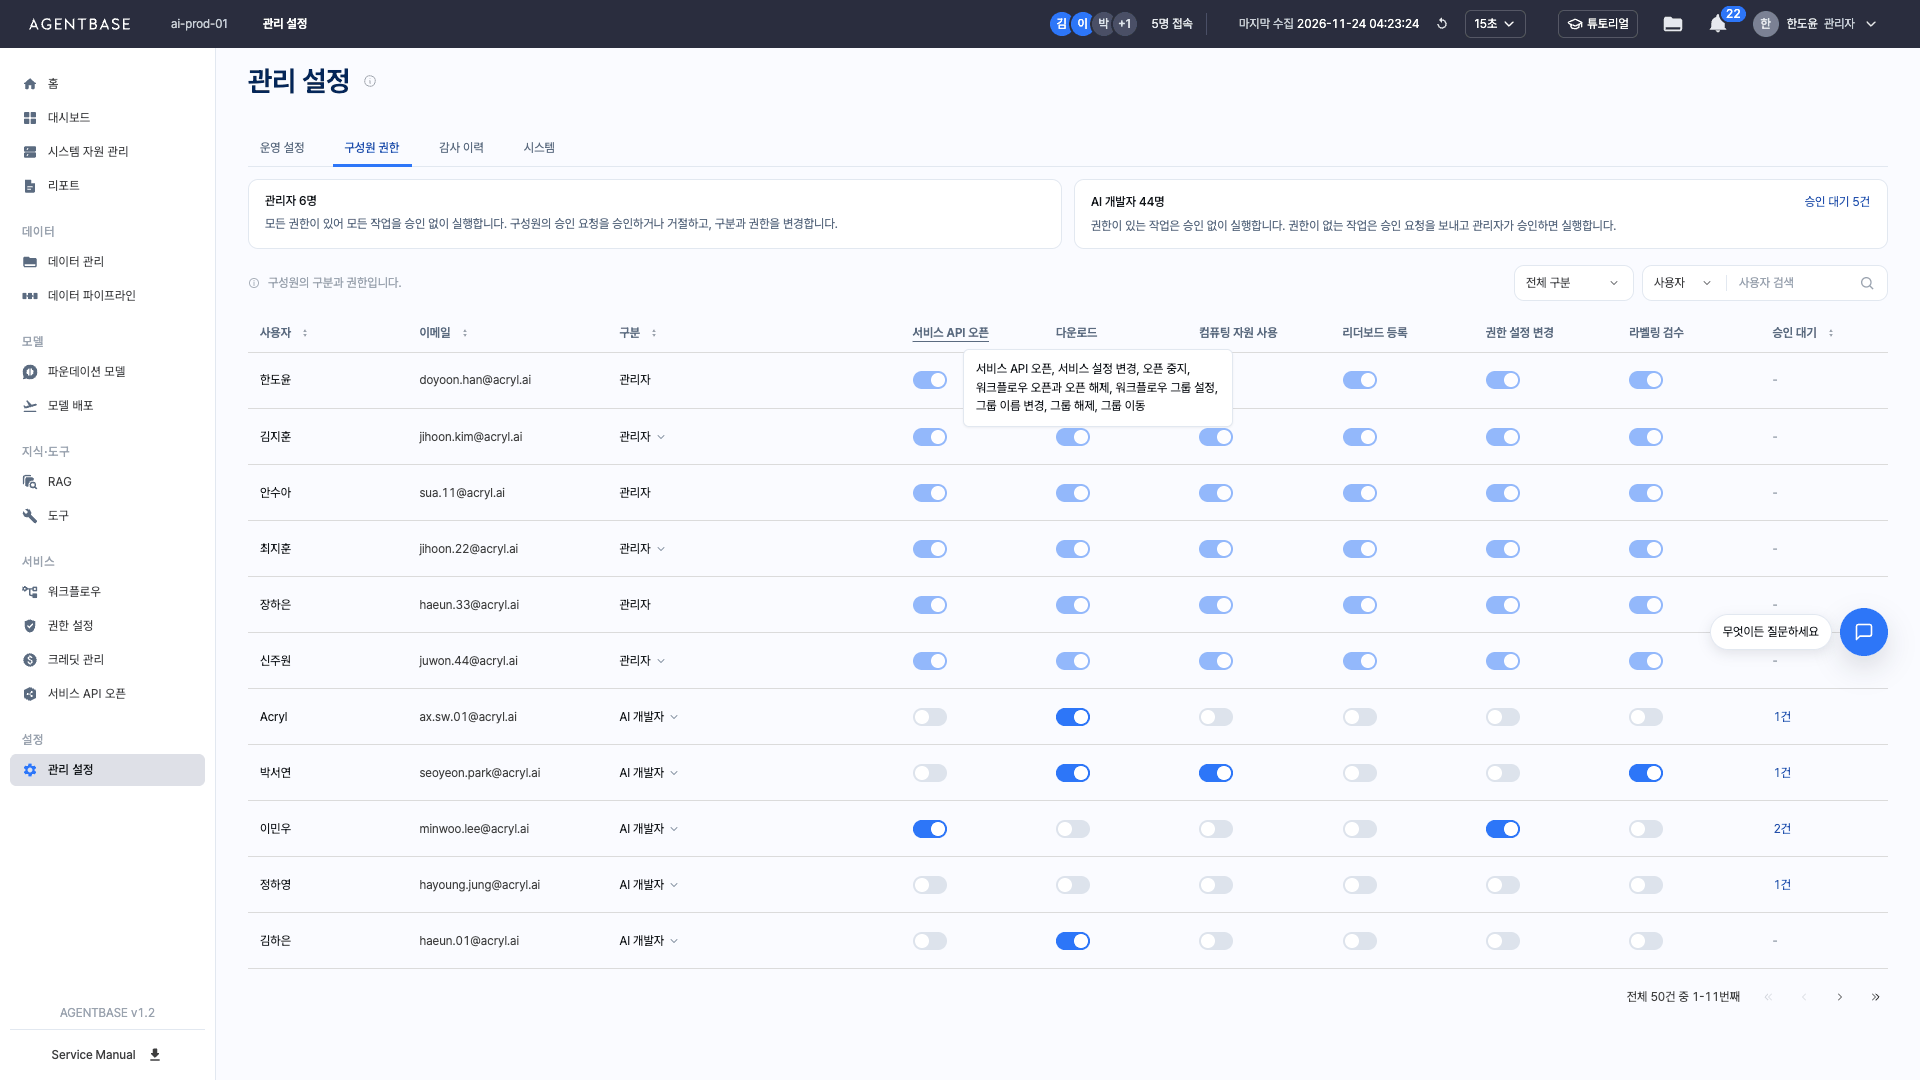 AGENTBASE
ai-prod-01
관리 설정
김 이 박 +1 5명 접속
마지막 수집 2026-11-24 04:23:24
15초
튜토리얼
22
한 한도윤 관리자
홈
대시보드
시스템 자원 관리
리포트
데이터
데이터 관리
데이터 파이프라인
모델
파운데이션 모델
모델 배포
지식·도구
RAG
도구
서비스
워크플로우
권한 설정
크레딧 관리
서비스 API 오픈
설정
관리 설정
AGENTBASE v1.2
Service Manual
관리 설정
운영 설정 구성원 권한 감사 이력 시스템
관리자 6명
모든 권한이 있어 모든 작업을 승인 없이 실행합니다. 구성원의 승인 요청을 승인하거나 거절하고, 구분과 권한을 변경합니다.
AI 개발자 44명 승인 대기 5건
권한이 있는 작업은 승인 없이 실행합니다. 권한이 없는 작업은 승인 요청을 보내고 관리자가 승인하면 실행합니다.
구성원의 구분과 권한입니다.
전체 구분 사용자 사용자 검색
사용자 이메일 구분 서비스 API 오픈 다운로드 컴퓨팅 자원 사용 리더보드 등록 권한 설정 변경 라벨링 검수 승인 대기
서비스 API 오픈, 서비스 설정 변경, 오픈 중지,
워크플로우 오픈과 오픈 해제, 워크플로우 그룹 설정,
그룹 이름 변경, 그룹 해제, 그룹 이동
한도윤 doyoon.han@acryl.ai 관리자 -
김지훈 jihoon.kim@acryl.ai 관리자 -
안수아 sua.11@acryl.ai 관리자 -
최지훈 jihoon.22@acryl.ai 관리자 -
장하은 haeun.33@acryl.ai 관리자 -
무엇이든 질문하세요
신주원 juwon.44@acryl.ai 관리자 -
Acryl ax.sw.01@acryl.ai AI 개발자 1건
박서연 seoyeon.park@acryl.ai AI 개발자 1건
이민우 minwoo.lee@acryl.ai AI 개발자 2건
정하영 hayoung.jung@acryl.ai AI 개발자 1건
김하은 haeun.01@acryl.ai AI 개발자 -
전체 50건 중 1-11번째 « ‹ › »